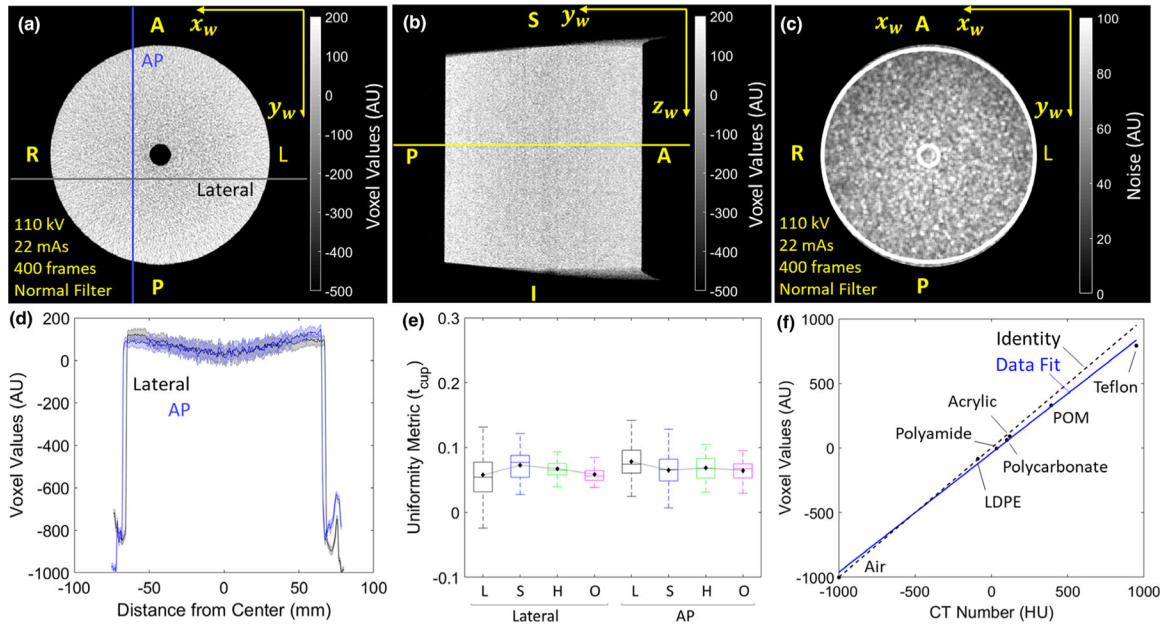 (a)
A
x_w
AP
y_w
R
L
Lateral
110 kV
22 mAs
400 frames
Normal Filter
P
200
100
0
-100
-200
-300
-400
-500
Voxel Values (AU)
(b)
S
y_w
z_w
P
A
I
200
100
0
-100
-200
-300
-400
-500
Voxel Values (AU)
(c)
x_w
A
x_w
y_w
R
L
110 kV
22 mAs
400 frames
Normal Filter
P
100
80
60
40
20
0
Noise (AU)
(d)
200
0
-200
-400
-600
-800
-1000
Voxel Values (AU)
Lateral
AP
-100
-50
0
50
100
Distance from Center (mm)
(e)
0.3
0.2
0.1
0
-0.1
Uniformity Metric (t_cup)
L S H O L S H O
Lateral AP
(f)
1000
500
0
-500
-1000
Voxel Values (AU)
Identity
Data Fit
Teflon
Acrylic
POM
Polyamide
Polycarbonate
LDPE
Air
-1000
-500
0
500
1000
CT Number (HU)